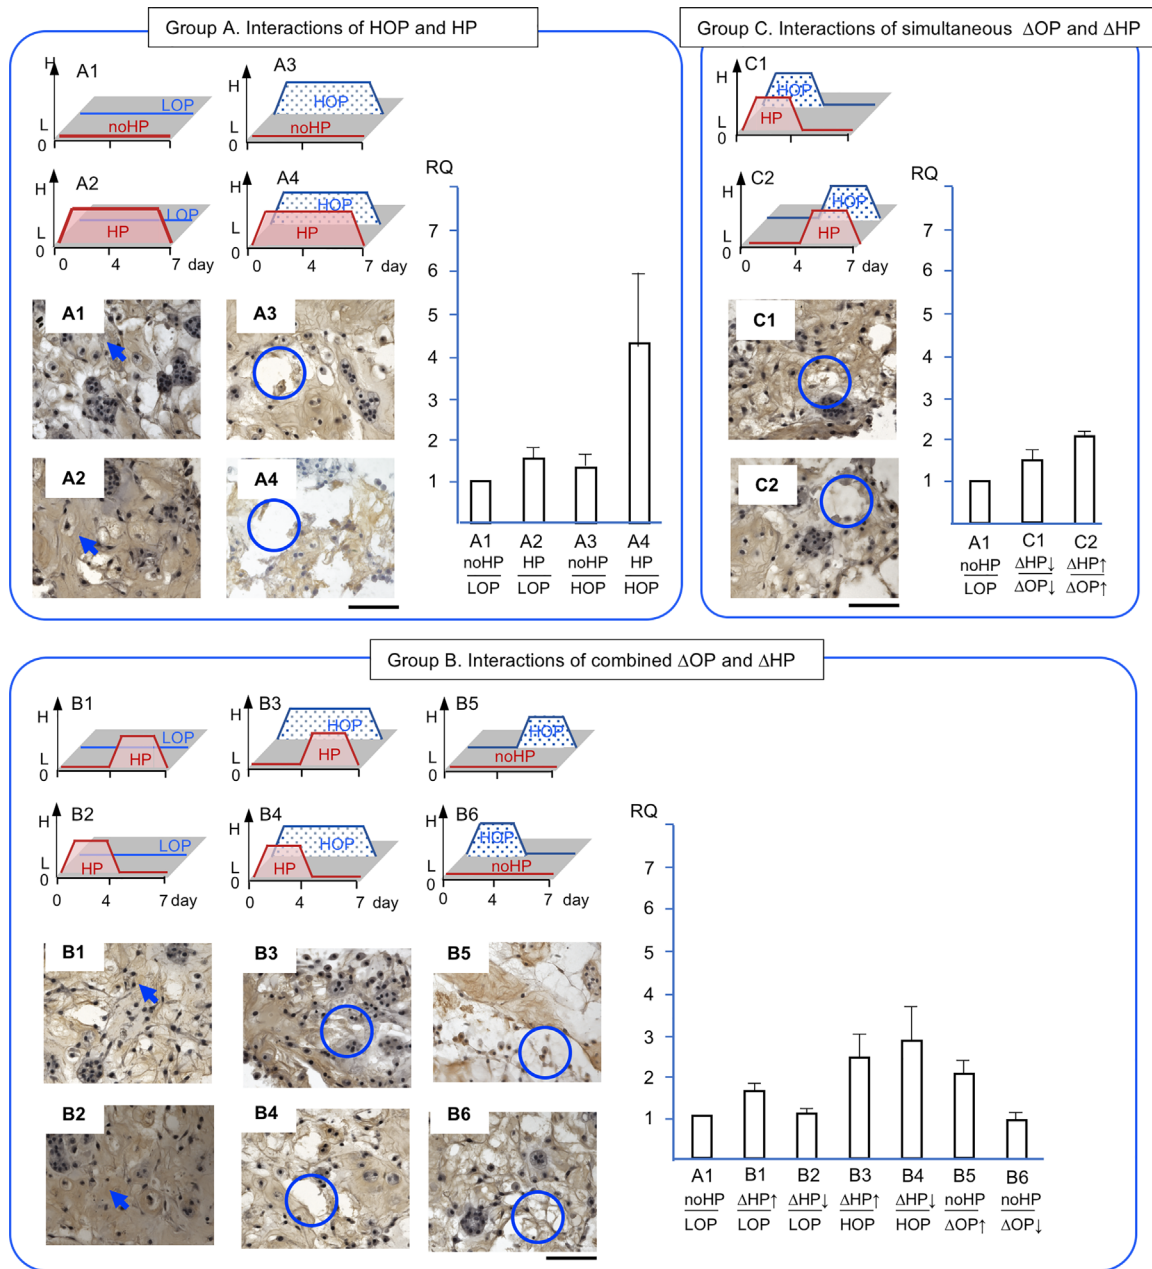 Group A. Interactions of HOP and HP
H
A1
LOP
noHP
L
0
A3
HOP
noHP
H
L
0
H
A2
LOP
HP
L
0
0 4 7 day
H
A4
HOP
HP
L
0
0 4 7 day
A1
A3
A2
A4
RQ
7
6
5
4
3
2
1
A1 A2 A3 A4
noHP HP noHP HP
LOP LOP HOP HOP
Group C. Interactions of simultaneous ΔOP and ΔHP
C1
H
HOP
HP
L
0
C2
H
HOP
HP
L
0
0 4 7 day
C1
C2
RQ
7
6
5
4
3
2
1
A1 C1 C2
noHP ΔHP↓ ΔHP↑
LOP ΔOP↓ ΔOP↑
Group B. Interactions of combined ΔOP and ΔHP
B1
H
LOP
HP
L
0
B3
H
HOP
HP
L
0
B5
H
HOP
noHP
L
0
B2
H
LOP
HP
L
0
0 4 7 day
B4
H
HOP
HP
L
0
0 4 7 day
B6
H
HOP
noHP
L
0
0 4 7 day
B1
B3
B5
B2
B4
B6
RQ
7
6
5
4
3
2
1
A1 B1 B2 B3 B4 B5 B6
noHP ΔHP↑ ΔHP↓ ΔHP↑ ΔHP↓ noHP noHP
LOP LOP LOP HOP HOP ΔOP↑ ΔOP↓